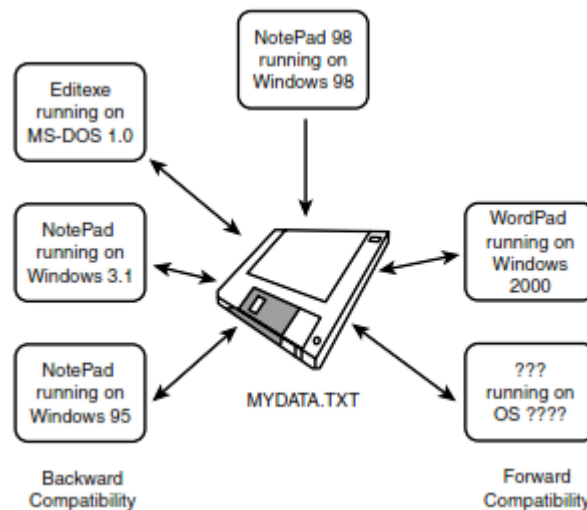 NotePad 98
running on
Windows 98
Editexe
running on
MS-DOS 1.0
NotePad
running on
Windows 3.1
WordPad
running on
Windows
2000
NotePad
running on
Windows 95
???
running on
OS ????
MYDATA.TXT
Backward
Compatibility
Forward
Compatibility